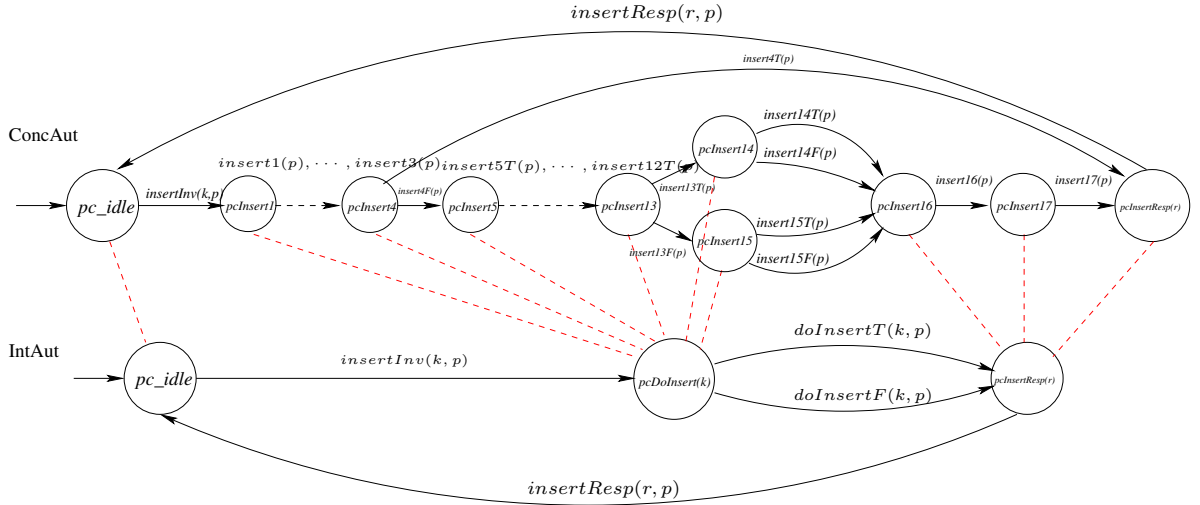 insertResp(r, p)
insert4T(p)
ConcAut
insert14T(p)
insert14F(p)
insert1(p), ··· , insert3(p)
insert5T(p), ··· , insert12T(p)
pcInsert14
pc_idle
insertInv(k,p)
pcInsert1
pcInsert4
insert4F(p)
pcInsert5
pcInsert13
insert13T(p)
insert13F(p)
pcInsert15
insert15T(p)
insert15F(p)
pcInsert16
insert16(p)
pcInsert17
insert17(p)
pcInsertResp(r)
IntAut
pc_idle
insertInv(k, p)
pcDoInsert(k)
doInsertT(k, p)
doInsertF(k, p)
pcInsertResp(r)
insertResp(r, p)